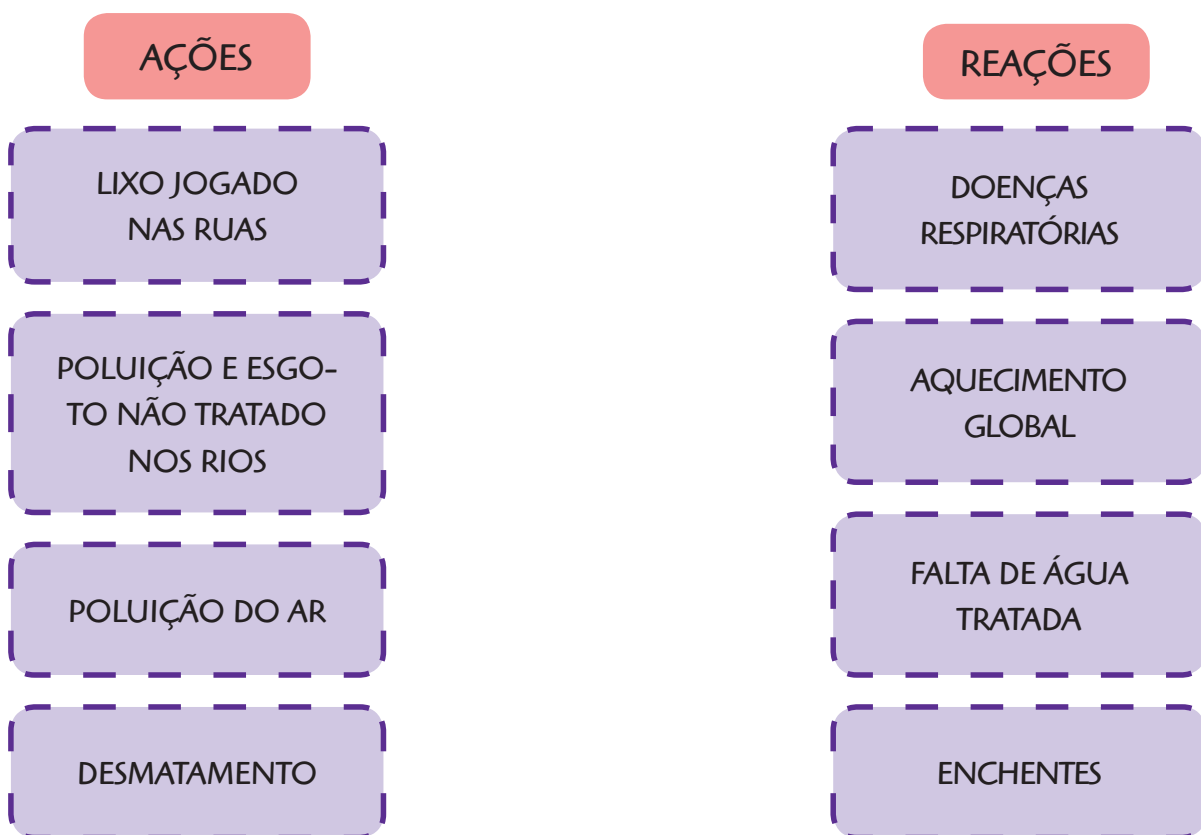 AÇÕES
LIXO JOGADO
NAS RUAS
POLUIÇÃO E ESGO-
TO NÃO TRATADO
NOS RIOS
POLUIÇÃO DO AR
DESMATAMENTO
REAÇÕES
DOENÇAS
RESPIRATÓRIAS
AQUECIMENTO
GLOBAL
FALTA DE ÁGUA
TRATADA
ENCHENTES